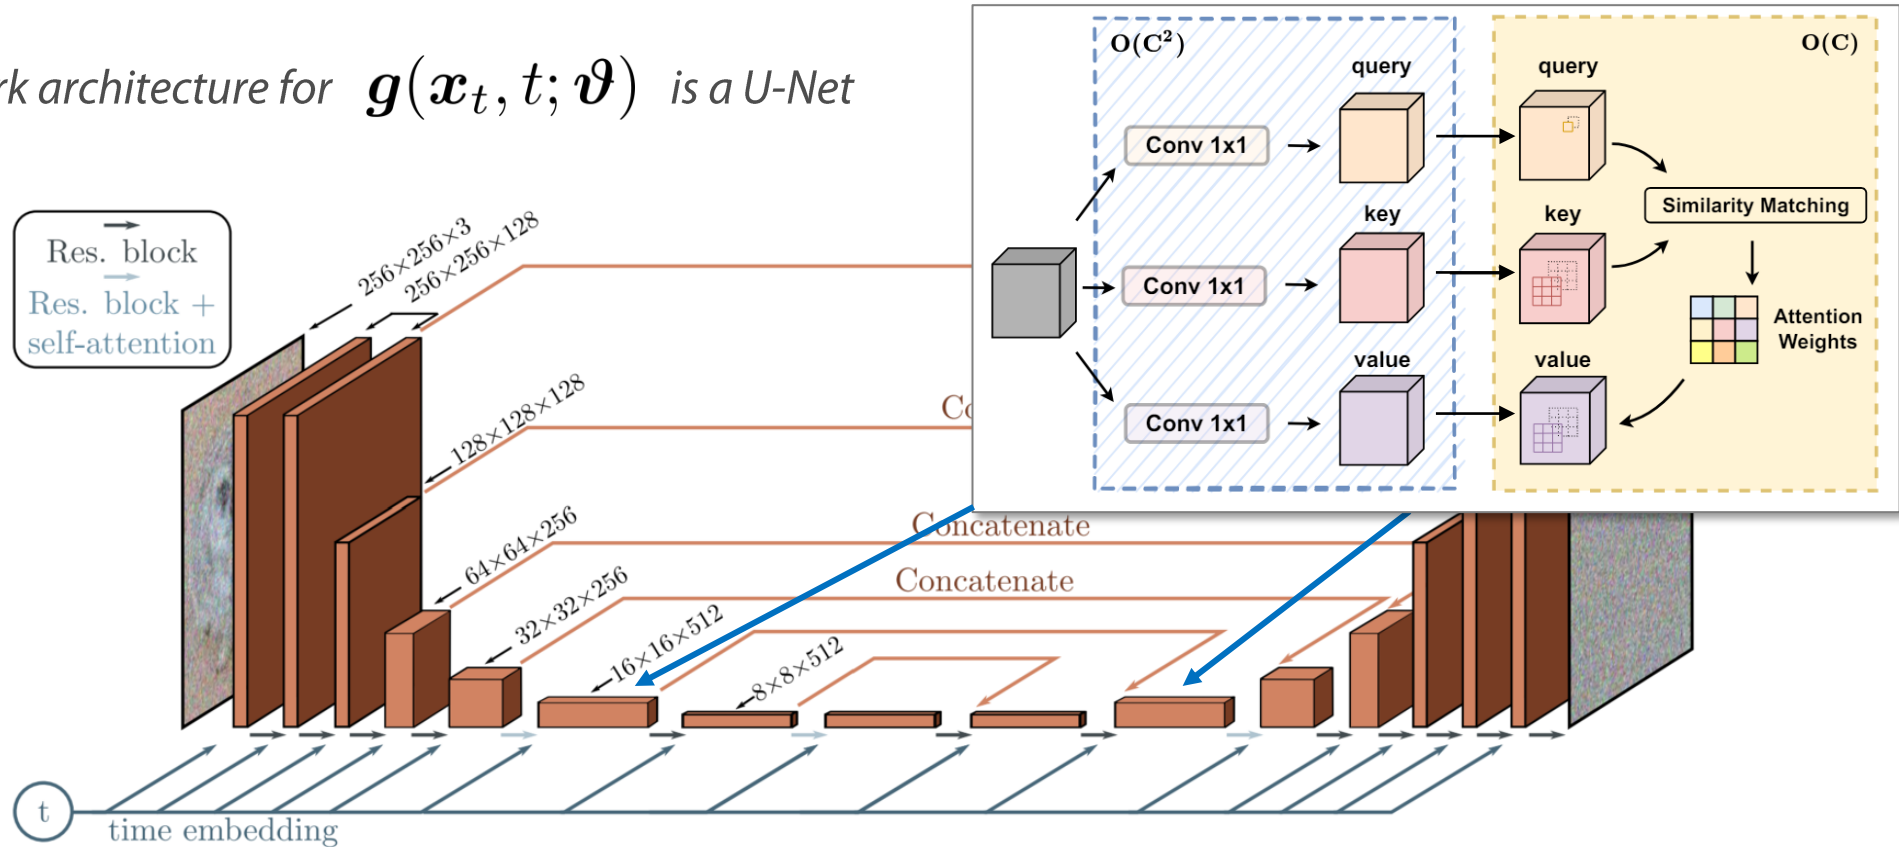 rk architecture for g(x_t, t; ϑ) is a U-Net
Res. block
Res. block +
self-attention
256×256×3
256×256×128
128×128×128
64×64×256
32×32×256
16×16×512
8×8×512
Concatenate
Concatenate
t
time embedding
O(C²)
query
Conv 1x1
key
Conv 1x1
value
Conv 1x1
O(C)
query
Similarity Matching
key
Attention
Weights
value